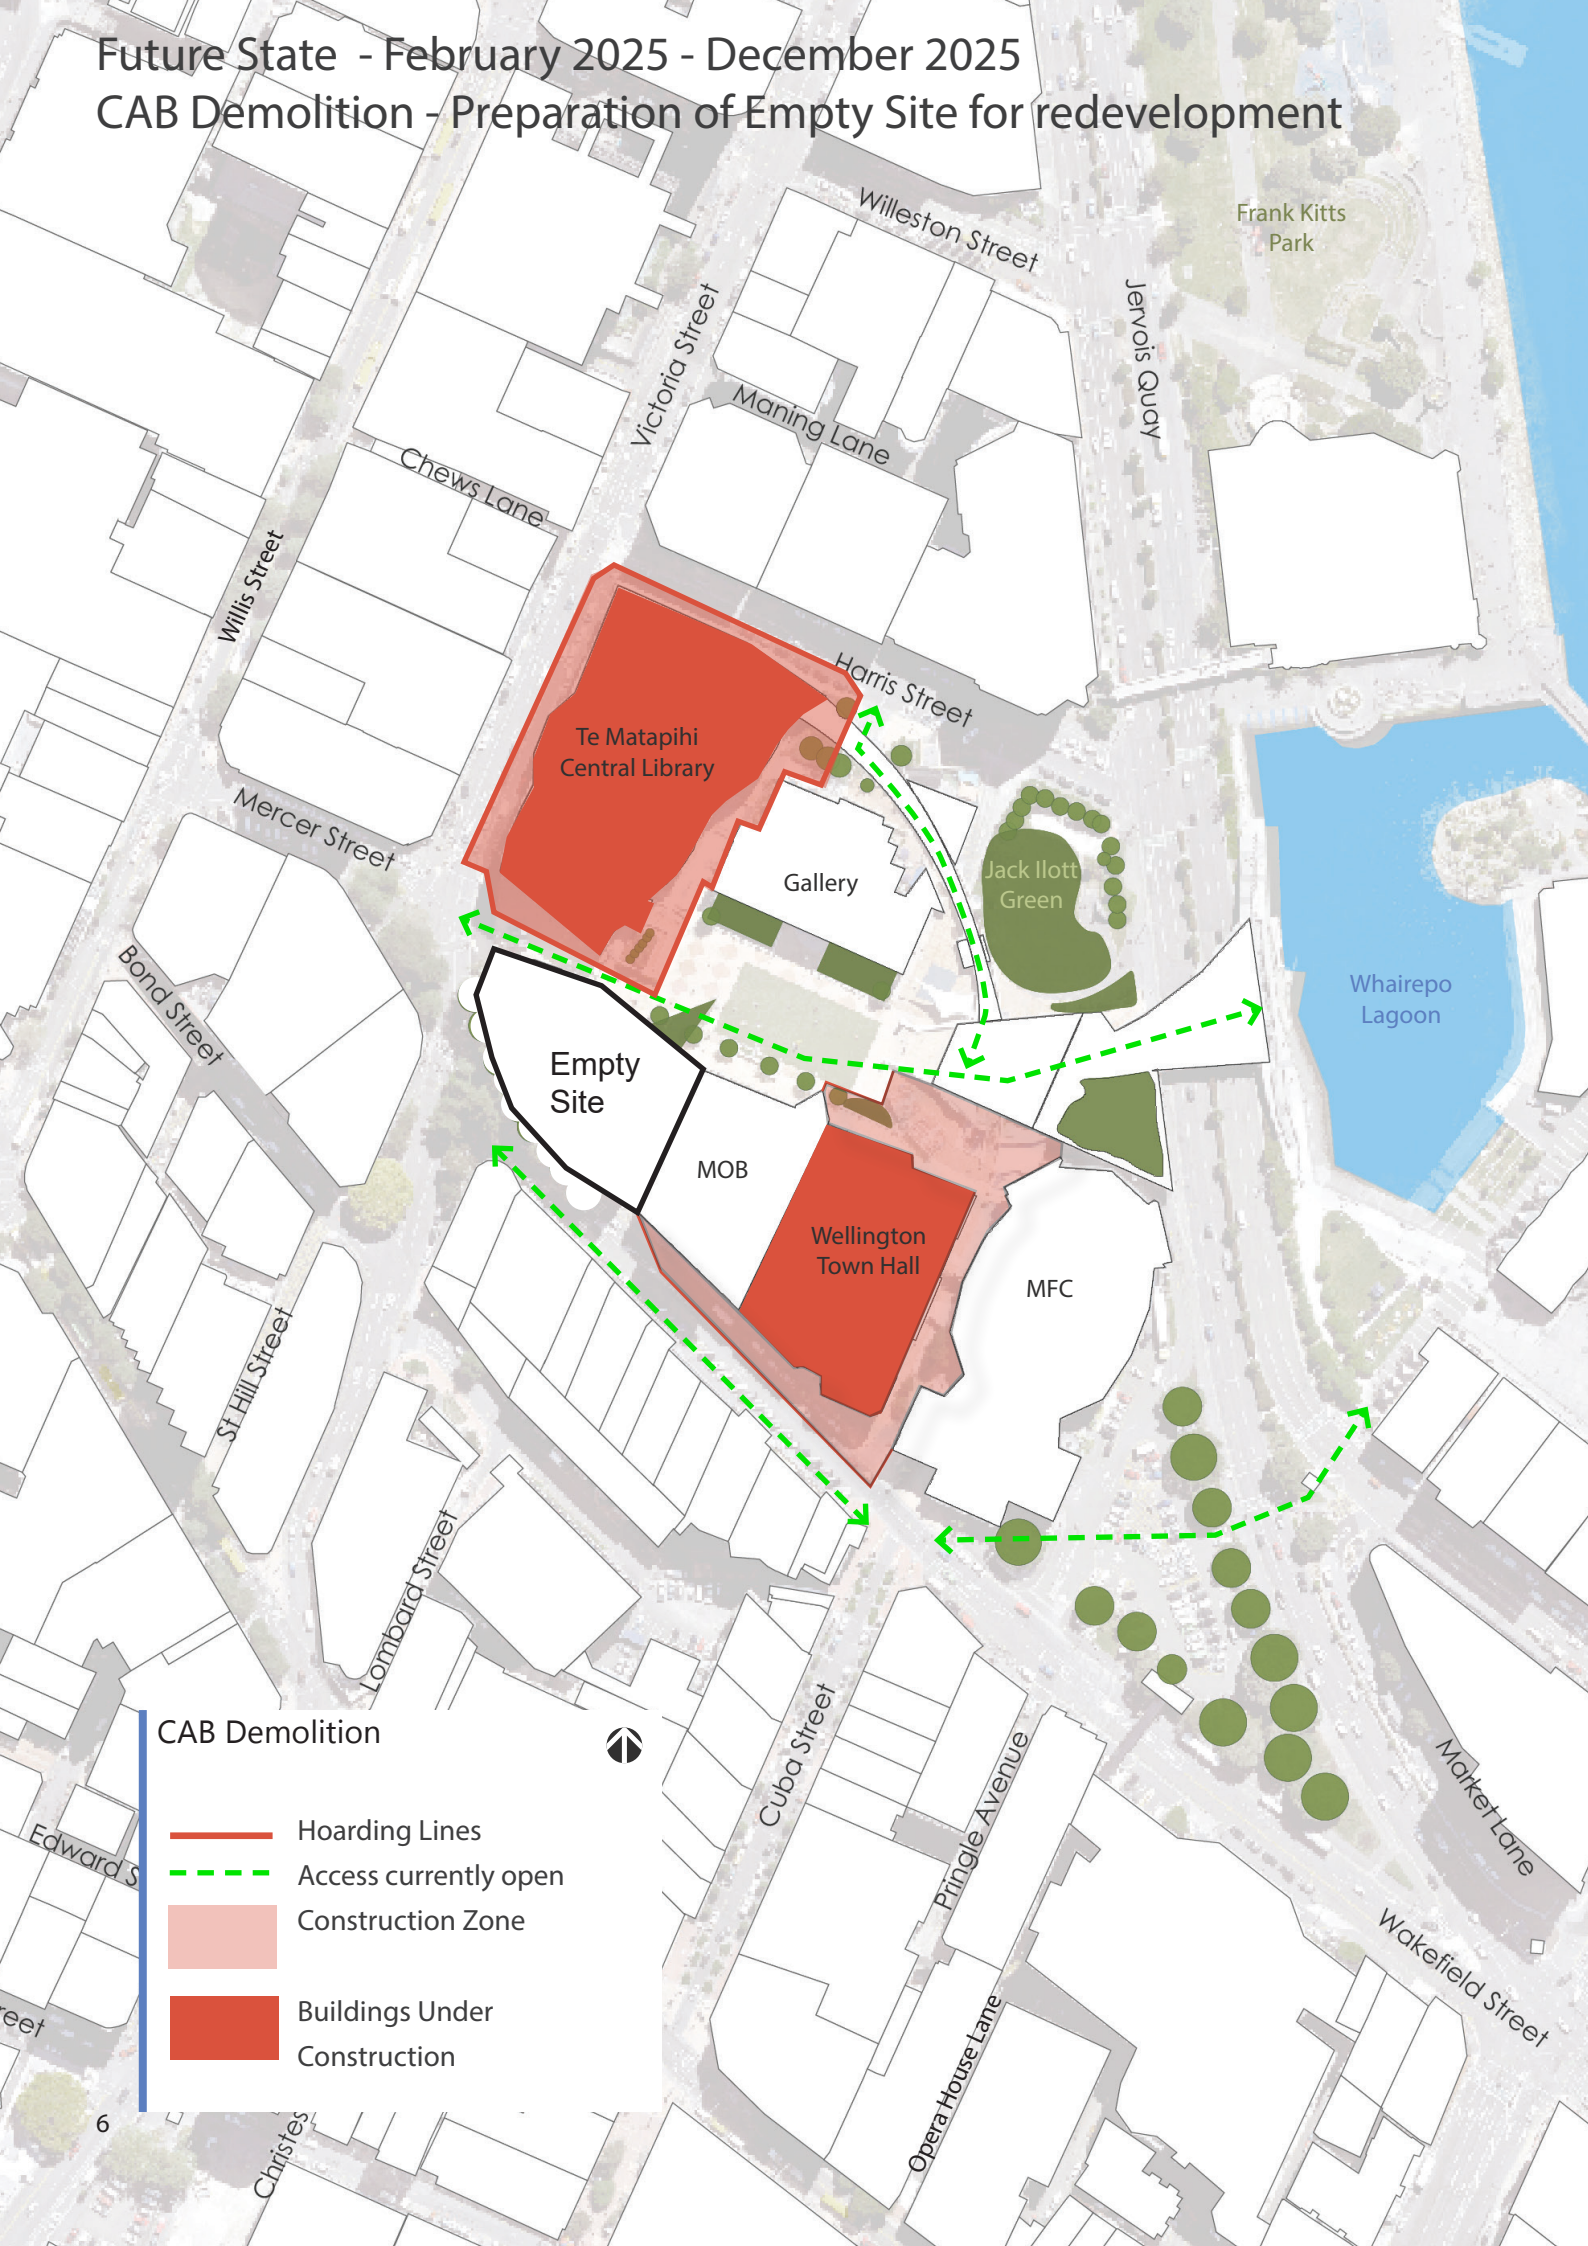 Future State - February 2025 - December 2025
CAB Demolition - Preparation of Empty Site for redevelopment
Willeston Street
Frank Kitts
Park
Jervois Quay
Victoria Street
Maning Lane
Chews Lane
Willis Street
Harris Street
Te Matapihi
Central Library
Mercer Street
Gallery
Jack Ilott
Green
Bond Street
Whairepo
Lagoon
Empty
Site
MOB
Wellington
Town Hall
MFC
St Hill Street
Lombard Street
Cuba Street
Pringle Avenue
Market Lane
Wakefield Street
Opera House Lane
Edward S
reet
Christes
CAB Demolition
Hoarding Lines
Access currently open
Construction Zone
Buildings Under
Construction
6